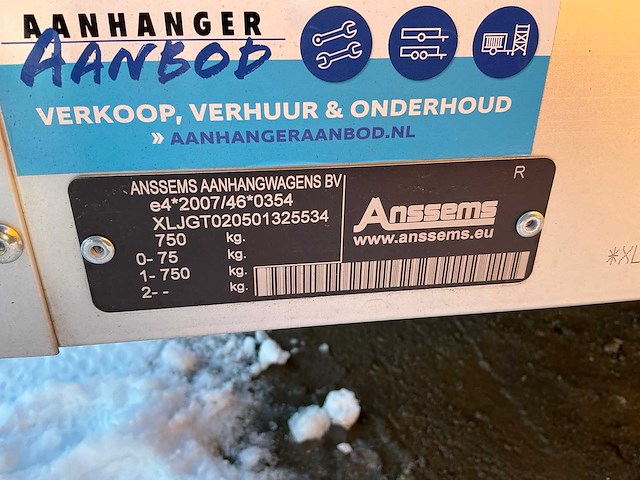 AANHANGER
AANBOD
VERKOOP, VERHUUR & ONDERHOUD
» AANHANGERAANBOD.NL
R
ANSSEMS AANHANGWAGENS BV
e4*2007/46*0354
XLJGT020501325534
750 kg.
0- 75 kg.
1- 750 kg.
2- - kg.
Anssems
www.anssems.eu
*XL